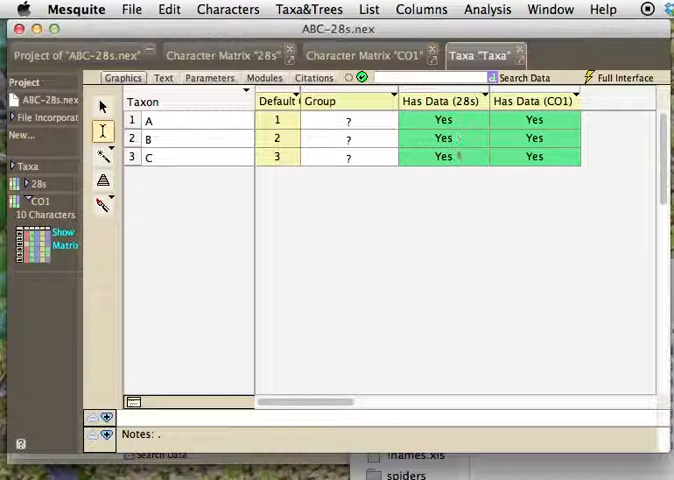 Mesquite File Edit Characters Taxa&Trees List Columns Analysis Window Help
ABC-28s.nex
Project of "ABC-28s.nex" Character Matrix "28s" Character Matrix "CO1" Taxa "Taxa"
Project
Graphics Text Parameters Modules Citations Search Data Full Interface
ABC-28s.nex
File Incorporat
New...
Taxa
28s
CO1
10 Characters
Show
Matrix
Taxon Default Group Has Data (28s) Has Data (CO1)
1 A 1 ? Yes Yes
2 B 2 ? Yes Yes
3 C 3 ? Yes Yes
Notes: .
Search Data
!names.xls
spiders